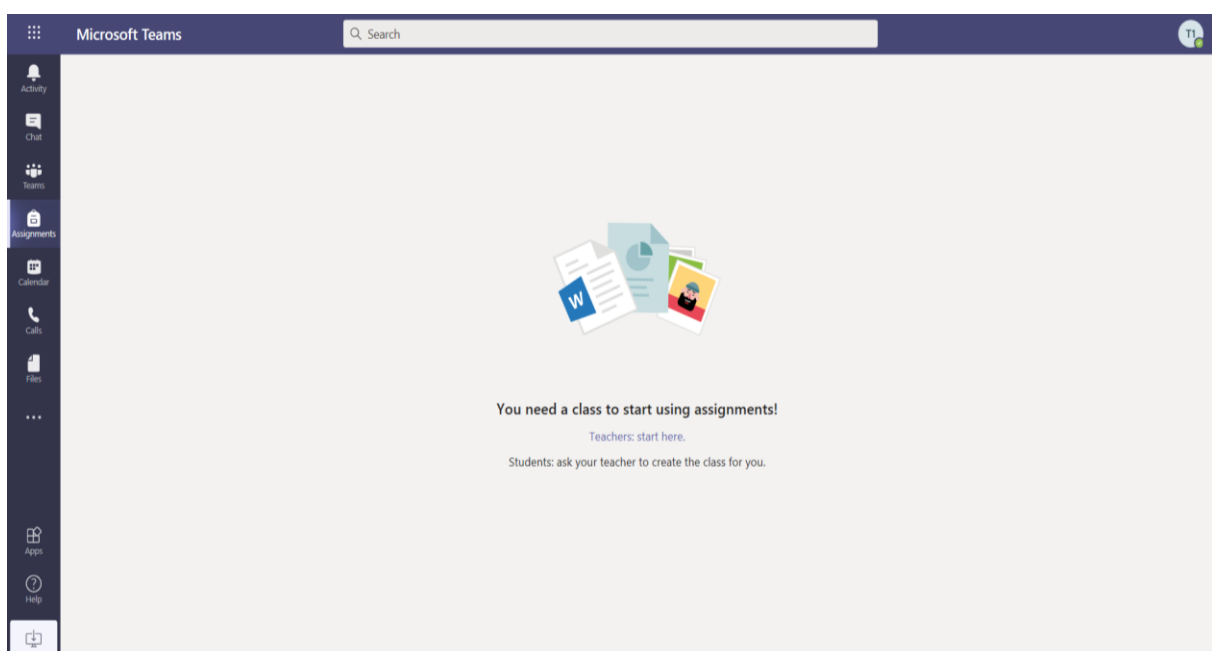 Microsoft Teams
Search
T1
Activity
Chat
Teams
Assignments
Calendar
Calls
Files
Apps
Help
W
You need a class to start using assignments!
Teachers: start here.
Students: ask your teacher to create the class for you.